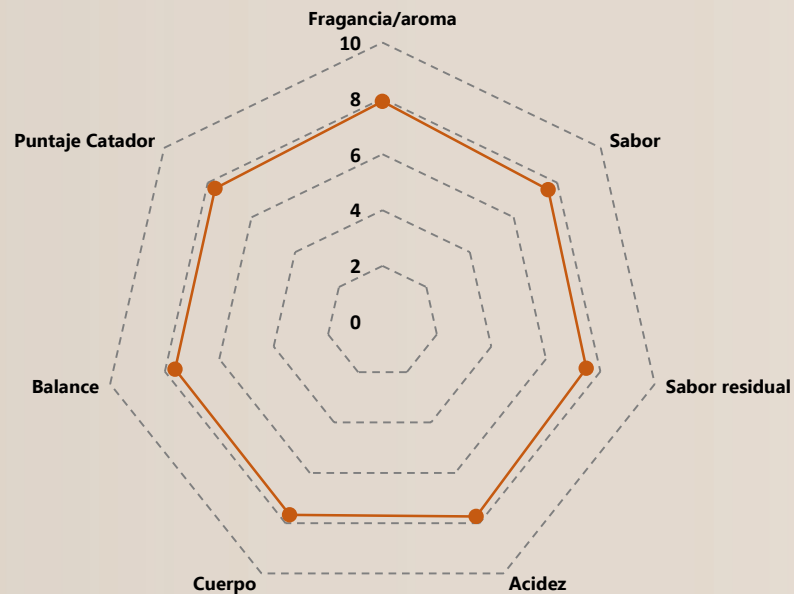 Fragancia/aroma
10
8
6
4
2
0
Sabor
Sabor residual
Acidez
Cuerpo
Balance
Puntaje Catador